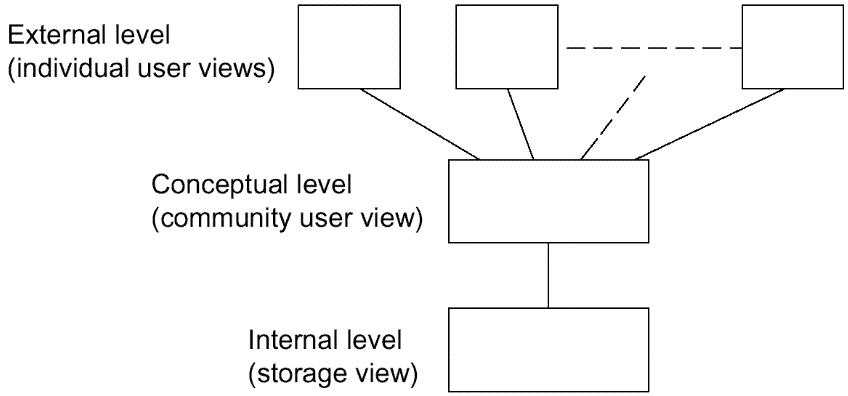 External level
(individual user views)
Conceptual level
(community user view)
Internal level
(storage view)